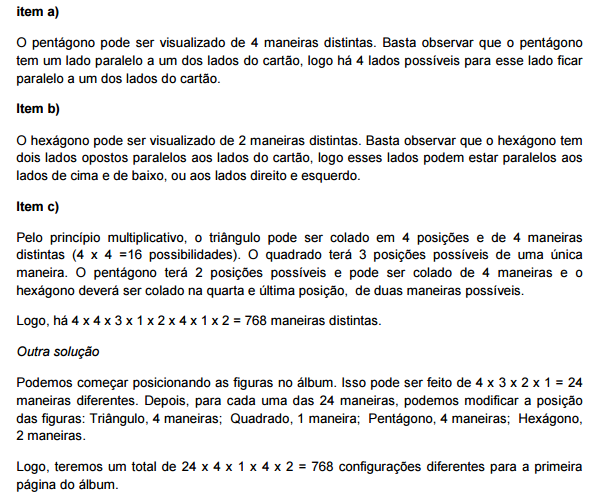 item a)
O pentágono pode ser visualizado de 4 maneiras distintas. Basta observar que o pentágono
tem um lado paralelo a um dos lados do cartão, logo há 4 lados possíveis para esse lado ficar
paralelo a um dos lados do cartão.
Item b)
O hexágono pode ser visualizado de 2 maneiras distintas. Basta observar que o hexágono tem
dois lados opostos paralelos aos lados do cartão, logo esses lados podem estar paralelos aos
lados de cima e de baixo, ou aos lados direito e esquerdo.
Item c)
Pelo princípio multiplicativo, o triângulo pode ser colado em 4 posições e de 4 maneiras
distintas (4 x 4 =16 possibilidades). O quadrado terá 3 posições possíveis de uma única
maneira. O pentágono terá 2 posições possíveis e pode ser colado de 4 maneiras e o
hexágono deverá ser colado na quarta e última posição, de duas maneiras possíveis.
Logo, há 4 x 4 x 3 x 1 x 2 x 4 x 1 x 2 = 768 maneiras distintas.
Outra solução
Podemos começar posicionando as figuras no álbum. Isso pode ser feito de 4 x 3 x 2 x 1 = 24
maneiras diferentes. Depois, para cada uma das 24 maneiras, podemos modificar a posição
das figuras: Triângulo, 4 maneiras; Quadrado, 1 maneira; Pentágono, 4 maneiras; Hexágono,
2 maneiras.
Logo, teremos um total de 24 x 4 x 1 x 4 x 2 = 768 configurações diferentes para a primeira
página do álbum.